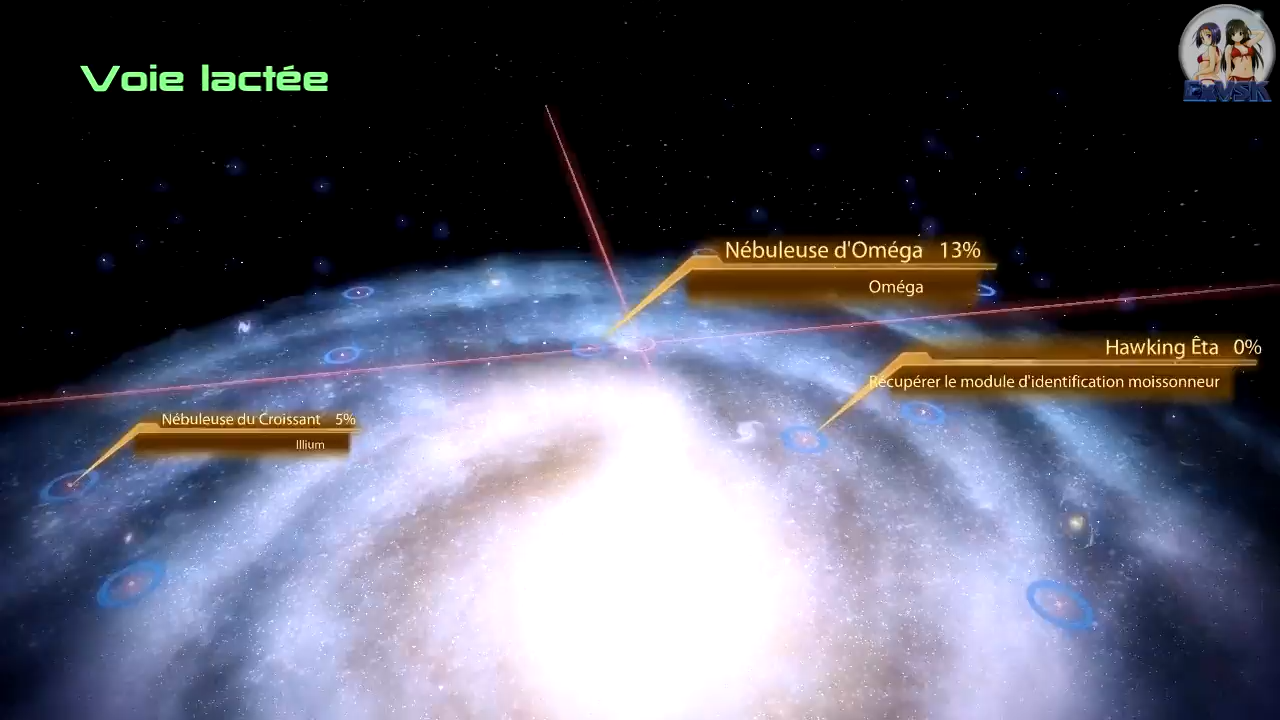 Voie lactée
ExVSK
Nébuleuse d'Oméga 13%
Oméga
Hawking Êta 0%
Récupérer le module d'identification moissonneur
Nébuleuse du Croissant 5%
Illium